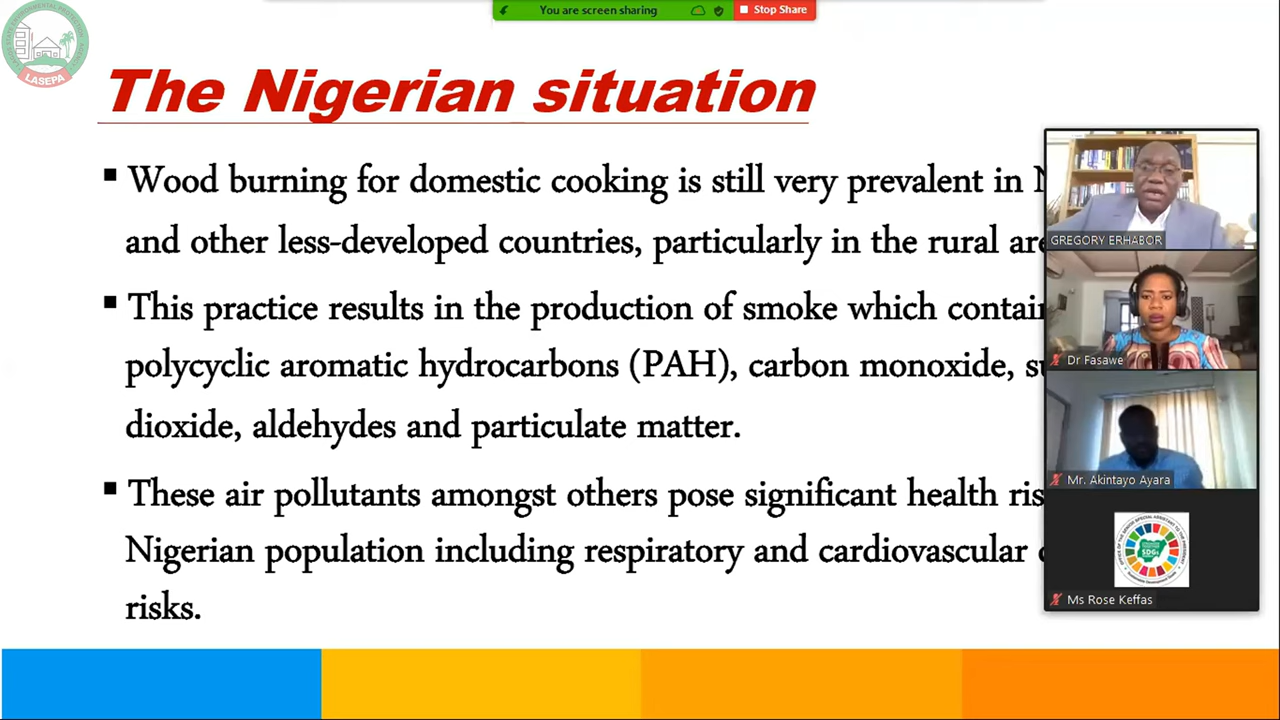 You are screen sharing
Stop Share
LASEPA
The Nigerian situation
Wood burning for domestic cooking is still very prevalent in
and other less-developed countries, particularly in the rural
This practice results in the production of smoke which
polycyclic aromatic hydrocarbons (PAH), carbon monoxide,
dioxide, aldehydes and particulate matter.
These air pollutants amongst others pose significant health
Nigerian population including respiratory and cardiovascular
risks.
GREGORY ERHABOR
Dr Fasawe
Mr. Akintayo Ayara
SDGs
Ms Rose Keffas